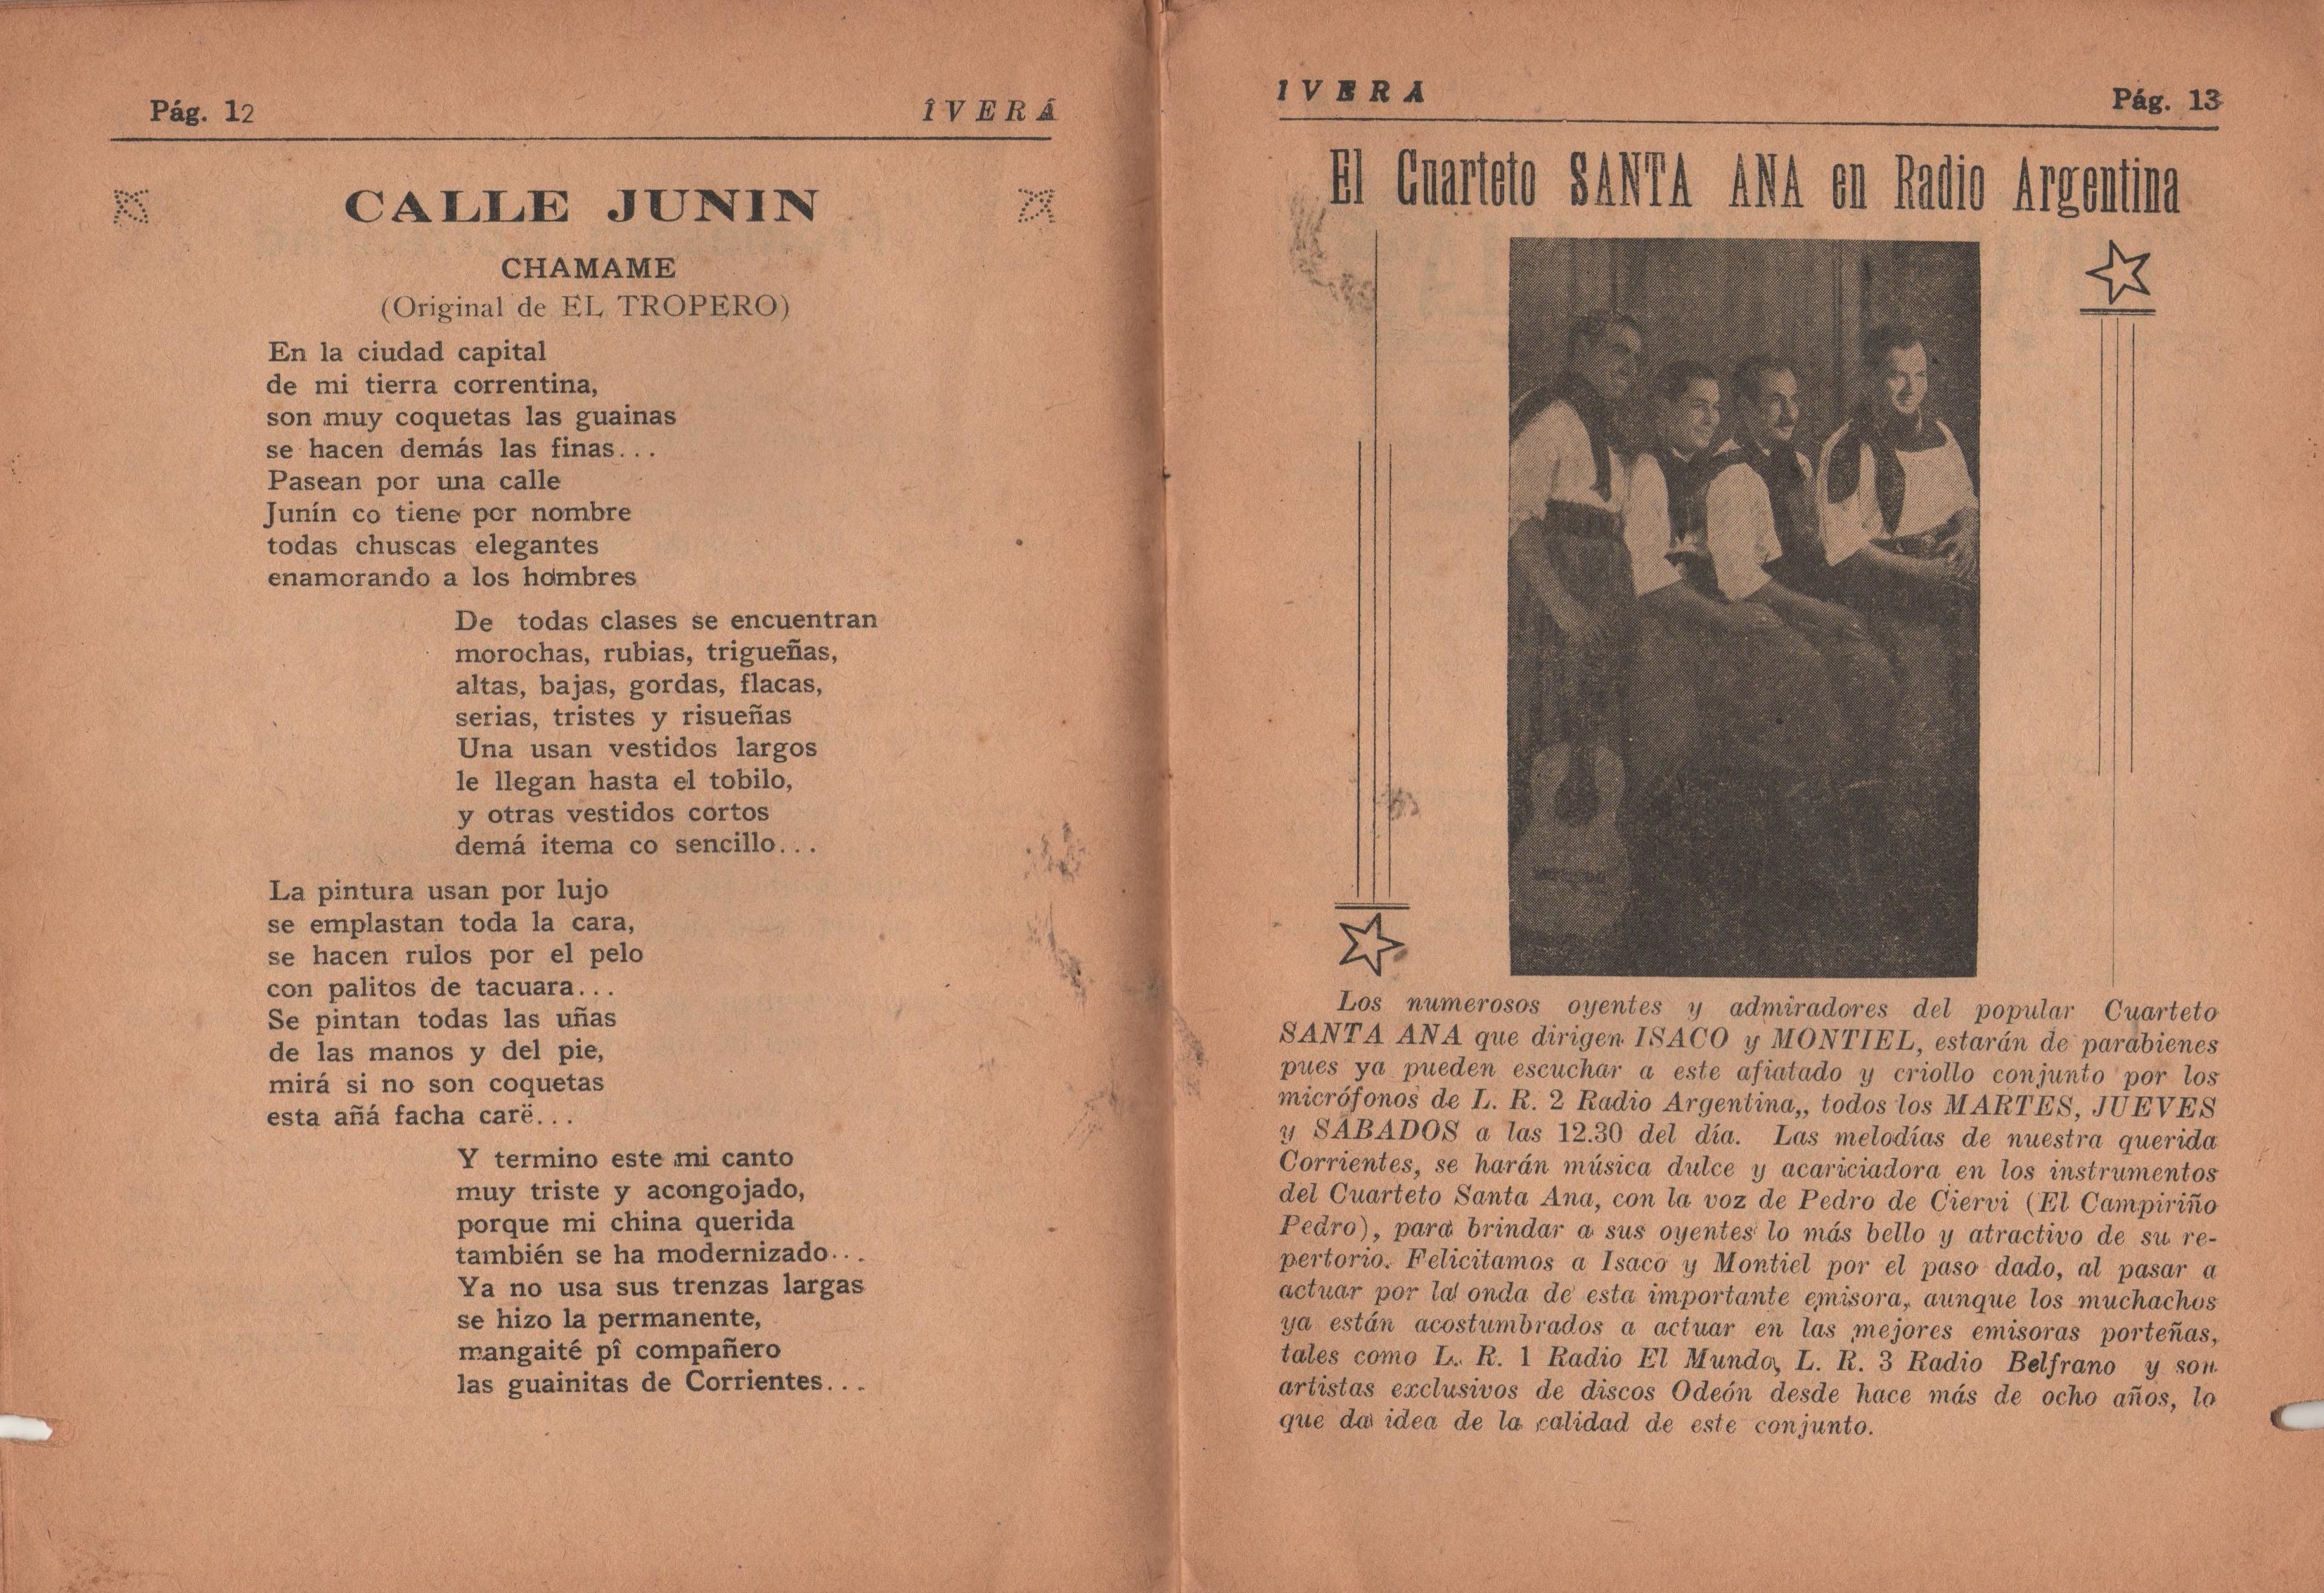 Pág. 12
ÎVERÁ
CALLE JUNIN
CHAMAME
(Original de EL TROPERO)
En la ciudad capital
de mi tierra correntina,
son muy coquetas las guainas
se hacen demás las finas...
Pasean por una calle
Junín co tiene por nombre
todas chuscas elegantes
enamorando a los hombres
De todas clases se encuentran
morochas, rubias, trigueñas,
altas, bajas, gordas, flacas,
serias, tristes y risueñas
Una usan vestidos largos
le llegan hasta el tobilo,
y otras vestidos cortos
demá itema co sencillo...
La pintura usan por lujo
se emplastan toda la cara,
se hacen rulos por el pelo
con palitos de tacuara...
Se pintan todas las uñas
de las manos y del pie,
mirá si no son coquetas
esta añá facha carë...
Y termino este mi canto
muy triste y acongojado,
porque mi china querida
también se ha modernizado...
Ya no usa sus trenzas largas
se hizo la permanente,
mangaité pî compañero
las guainitas de Corrientes...
IVERA
Pág. 13
El Cuarteto SANTA ANA en Radio Argentina
Los numerosos oyentes y admiradores del popular Cuarteto
SANTA ANA que dirigen ISACO y MONTIEL, estarán de parabienes
pues ya pueden escuchar a este afiatado y criollo conjunto por los
micrófonos de L. R. 2 Radio Argentina,, todos los MARTES, JUEVES
y SABADOS a las 12.30 del día. Las melodías de nuestra querida
Corrientes, se harán música dulce y acariciadora en los instrumentos
del Cuarteto Santa Ana, con la voz de Pedro de Ciervi (El Campiriño
Pedro), para brindar a sus oyentes lo más bello y atractivo de su re-
pertorio. Felicitamos a Isaco y Montiel por el paso dado, al pasar a
actuar por la onda de esta importante emisora, aunque los muchachos
ya están acostumbrados a actuar en las mejores emisoras porteñas,
tales como L. R. 1 Radio El Mundo, L. R. 3 Radio Belfrano y son
artistas exclusivos de discos Odeón desde hace más de ocho años, lo
que da idea de la calidad de este conjunto.